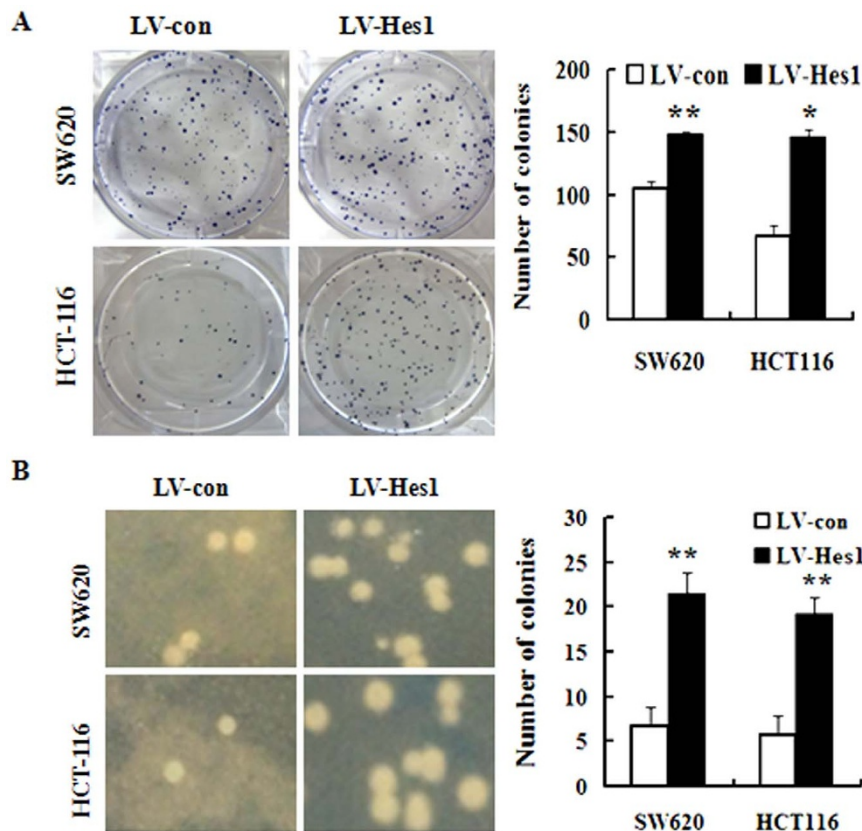 A
LV-con LV-Hes1
SW620
HCT-116
Number of colonies
200
150
100
50
0
LV-con LV-Hes1
** *
SW620 HCT116
B
LV-con LV-Hes1
SW620
HCT-116
Number of colonies
30
25
20
15
10
5
0
LV-con
LV-Hes1
** **
SW620 HCT116